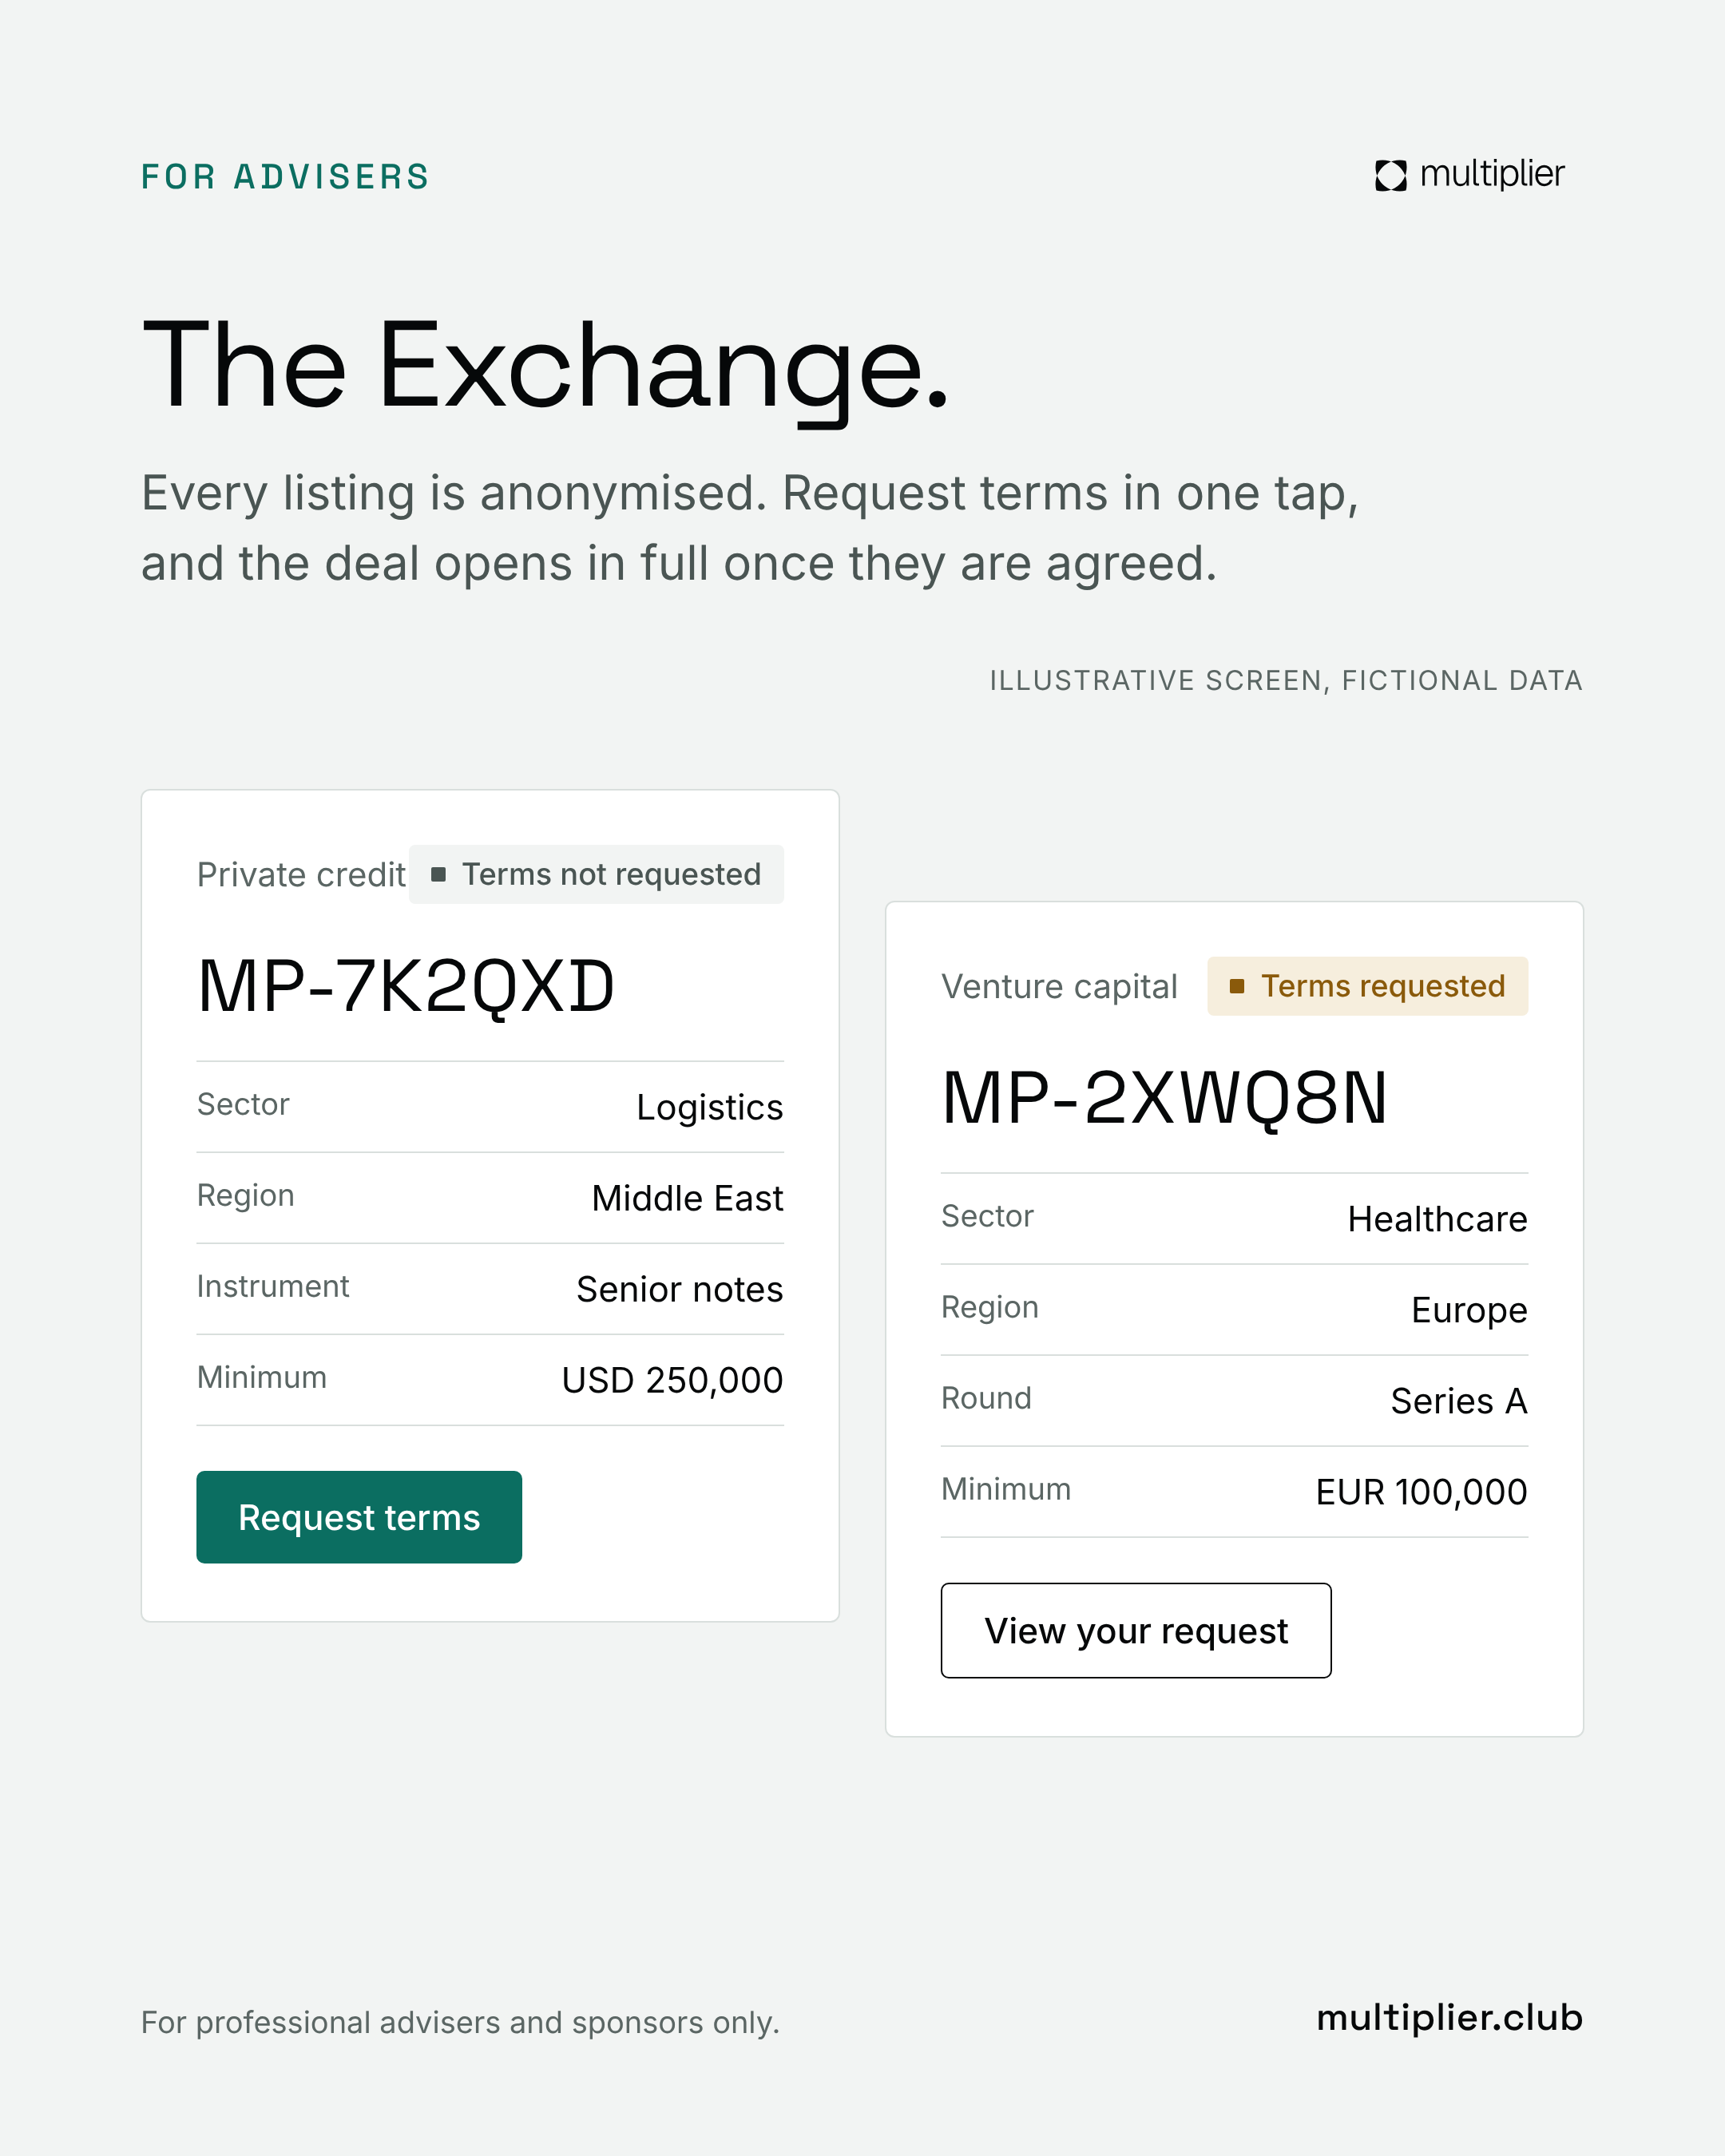 FOR ADVISERS
multiplier
The Exchange.
Every listing is anonymised. Request terms in one tap,
and the deal opens in full once they are agreed.
ILLUSTRATIVE SCREEN, FICTIONAL DATA
Private credit
Terms not requested
MP-7K2QXD
Sector Logistics
Region Middle East
Instrument Senior notes
Minimum USD 250,000
Request terms
Venture capital
Terms requested
MP-2XWQ8N
Sector Healthcare
Region Europe
Round Series A
Minimum EUR 100,000
View your request
For professional advisers and sponsors only.
multiplier.club